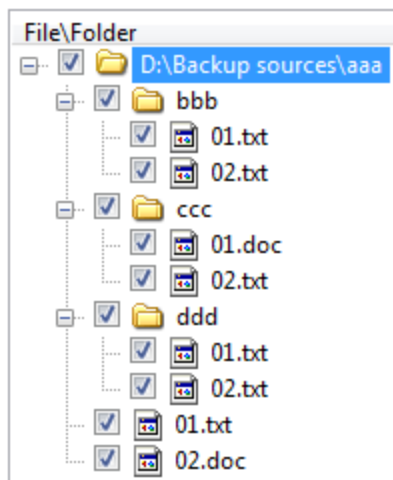 File\Folder
D:\Backup sources\aaa
bbb
01.txt
02.txt
ccc
01.doc
02.txt
ddd
01.txt
02.txt
01.txt
02.doc